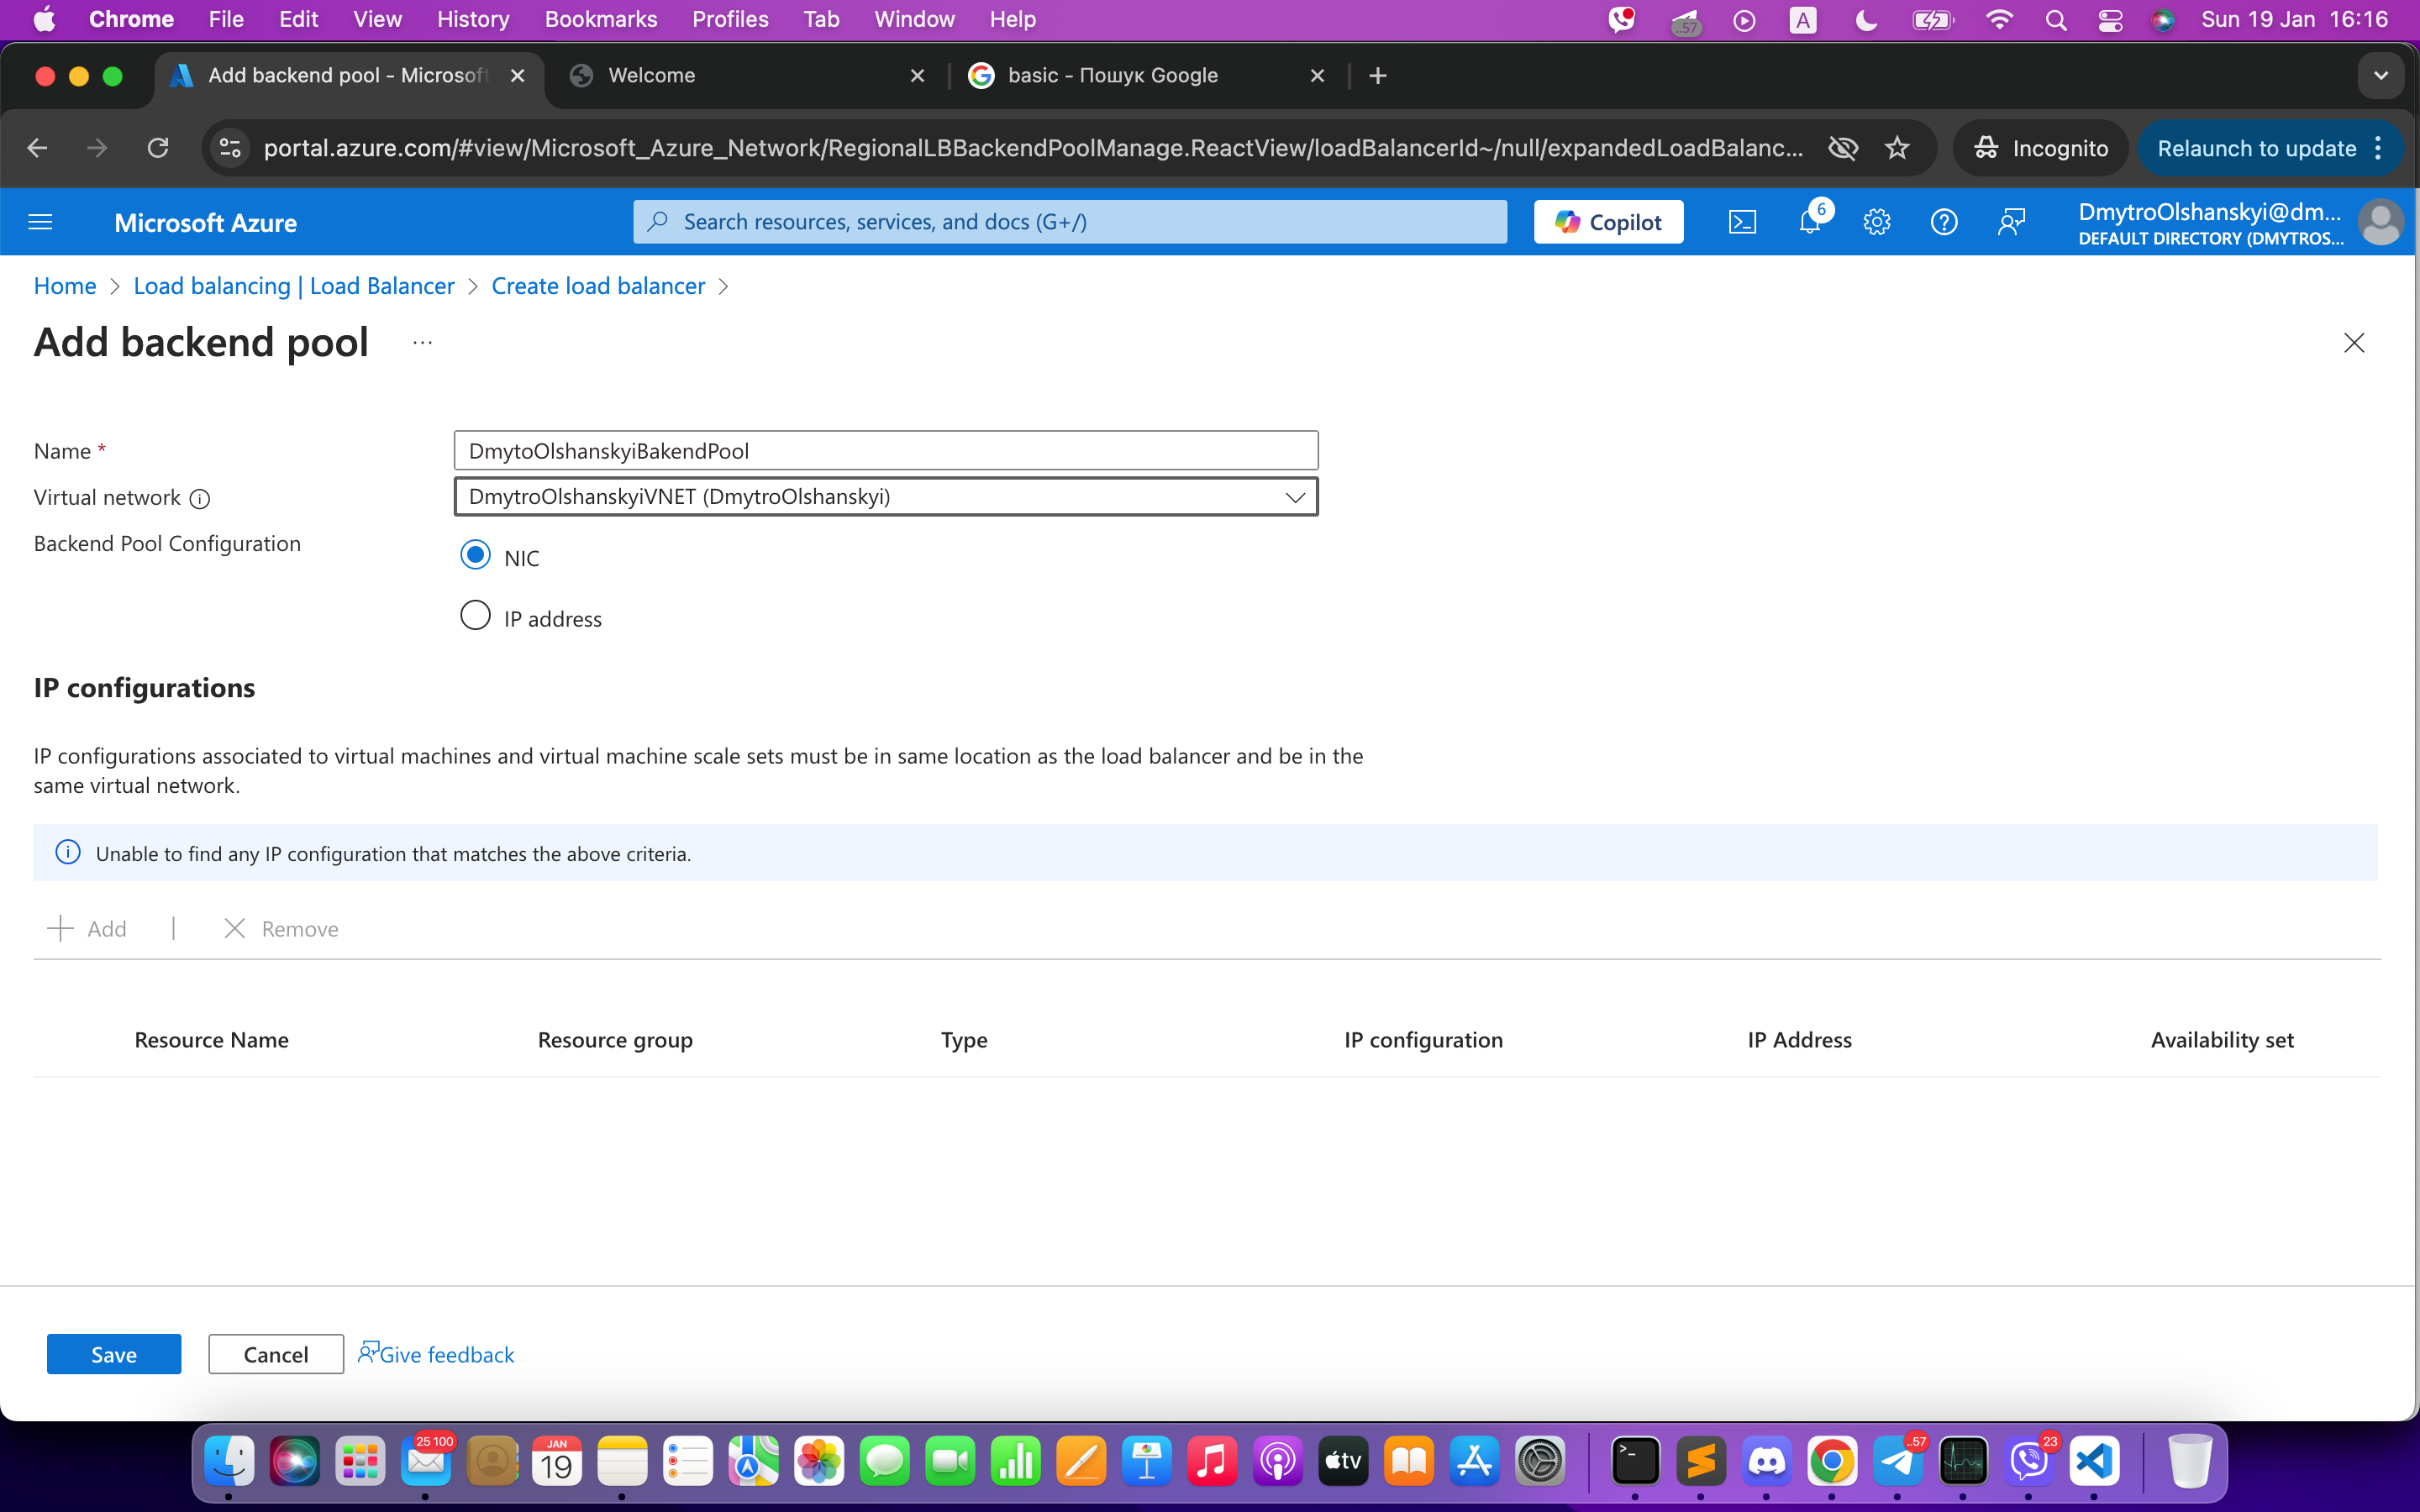 Chrome File Edit View History Bookmarks Profiles Tab Window Help ..57 A Sun 19 Jan 16:16
Add backend pool - Microsoft Welcome basic - Пошук Google
portal.azure.com/#view/Microsoft_Azure_Network/RegionalLBBackendPoolManage.ReactView/loadBalancerId~/null/expandedLoadBalanc... Incognito Relaunch to update
Microsoft Azure Search resources, services, and docs (G+/) Copilot 6 DmytroOlshanskyi@dm...
DEFAULT DIRECTORY (DMYTROS...
Home > Load balancing | Load Balancer > Create load balancer >
Add backend pool ...
Name * DmytoOlshanskyiBakendPool
Virtual network DmytroOlshanskyiVNET (DmytroOlshanskyi)
Backend Pool Configuration
NIC
IP address
IP configurations
IP configurations associated to virtual machines and virtual machine scale sets must be in same location as the load balancer and be in the
same virtual network.
Unable to find any IP configuration that matches the above criteria.
Add | Remove
Resource Name Resource group Type IP configuration IP Address Availability set
Save Cancel Give feedback
25 100 JAN 19 tv ..57 23